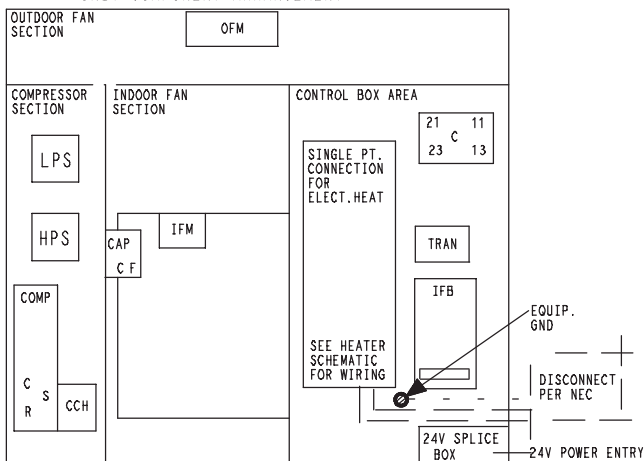 OUTDOOR FAN
SECTION
OFM
COMPRESSOR
SECTION
INDOOR FAN
SECTION
CONTROL BOX AREA
LPS
HPS
CAP
C F
IFM
COMP
C
S
R
CCH
SINGLE PT.
CONNECTION
FOR
ELECT.HEAT
SEE HEATER
SCHEMATIC
FOR WIRING
21 11
C
23 13
TRAN
IFB
EQUIP.
GND
DISCONNECT
PER NEC
24V SPLICE
BOX
24V POWER ENTRY